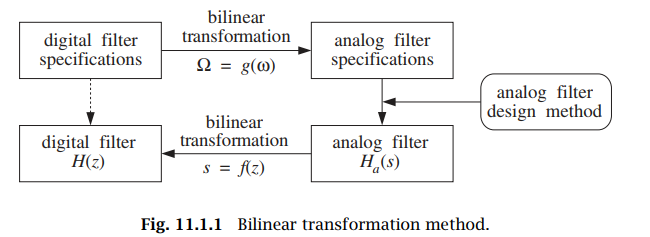 bilinear
transformation
digital filter
specifications
Ω = g(ω)
analog filter
specifications
analog filter
design method
bilinear
transformation
digital filter
H(z)
s = f(z)
analog filter
Ha(s)
Fig. 11.1.1 Bilinear transformation method.